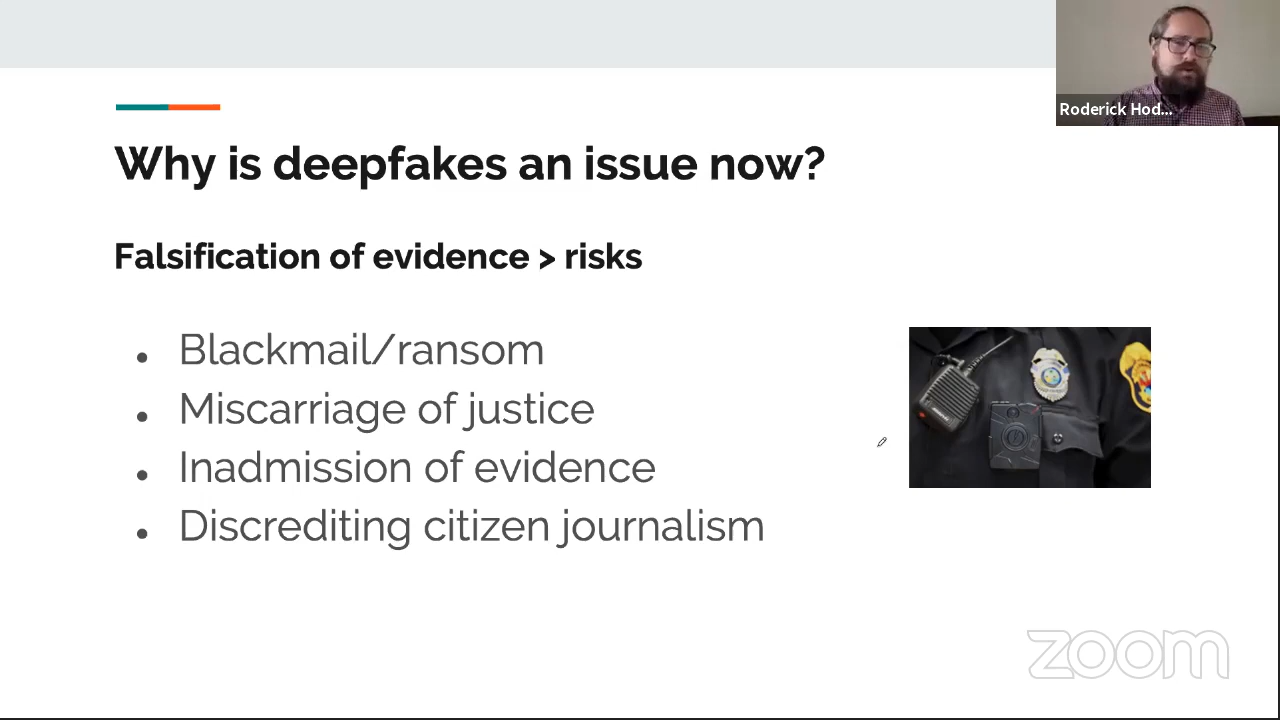 Roderick Hod...
Why is deepfakes an issue now?
Falsification of evidence > risks
Blackmail/ransom
Miscarriage of justice
Inadmission of evidence
Discrediting citizen journalism
zoom